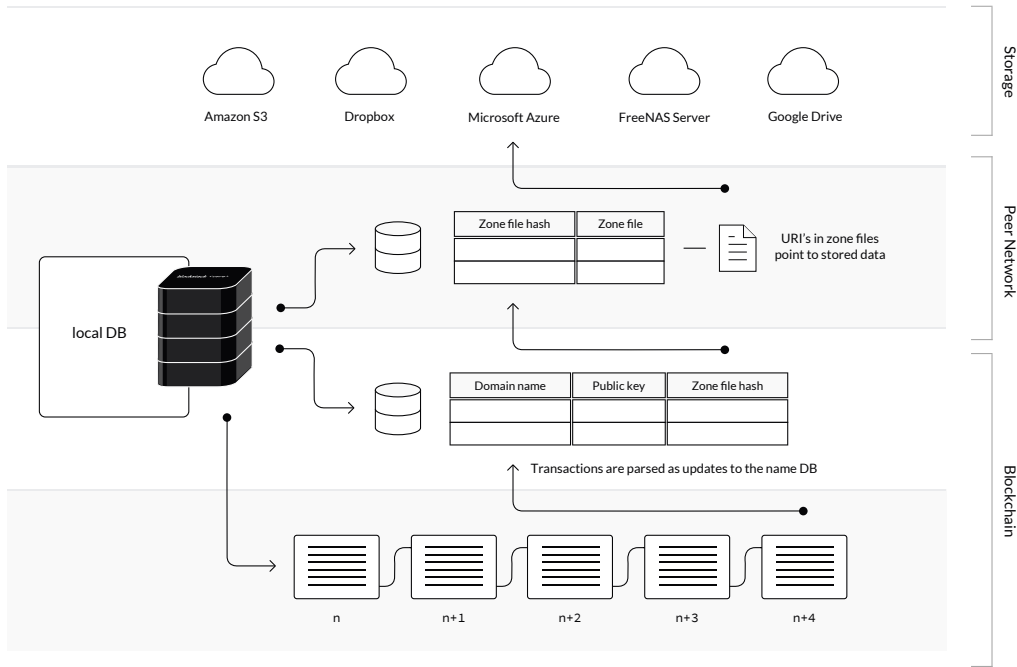 Storage
Amazon S3
Dropbox
Microsoft Azure
FreeNAS Server
Google Drive
Peer Network
Zone file hash
Zone file
URI's in zone files
point to stored data
local DB
Domain name
Public key
Zone file hash
Blockchain
Transactions are parsed as updates to the name DB
n
n+1
n+2
n+3
n+4